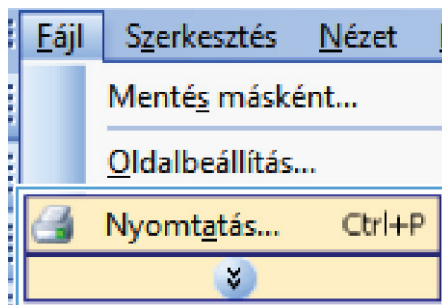 Fájl Szerkesztés Nézet
Mentés másként...
Oldalbeállítás...
Nyomtatás... Ctrl+P